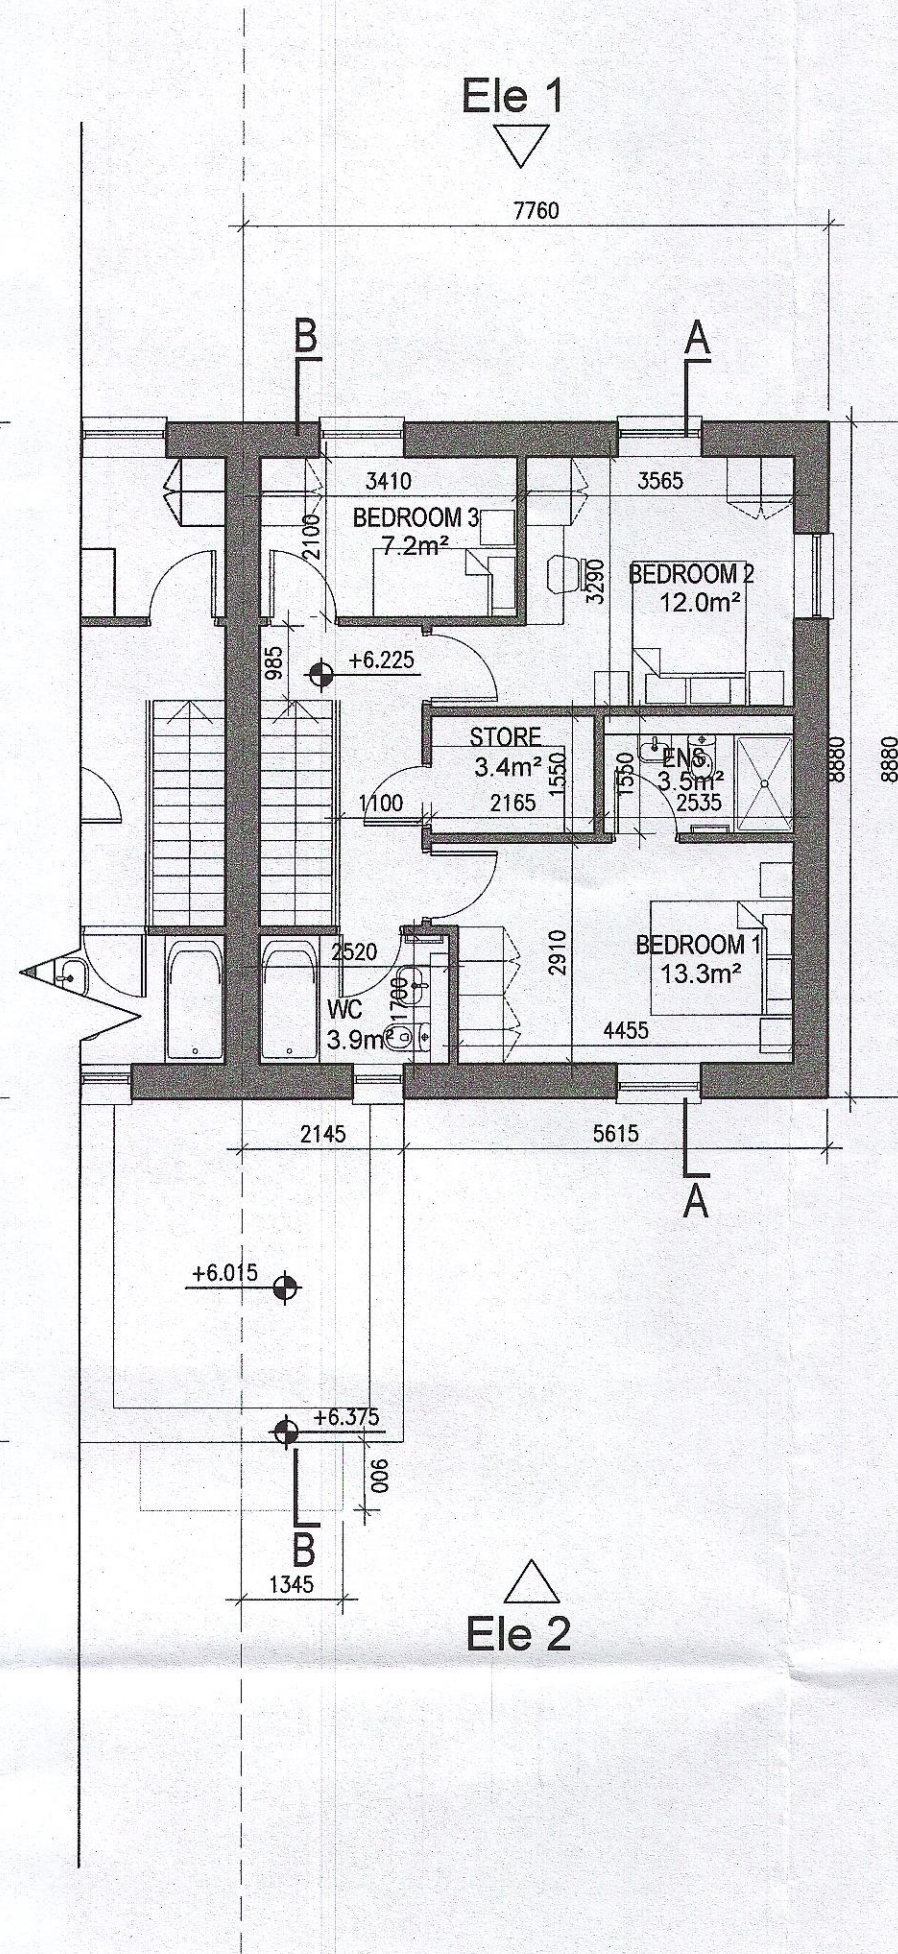 Ele 1
7760
B
A
3410
3565
BEDROOM 3
7.2m²
2100
3290
BEDROOM 2
12.0m²
985
+6.225
STORE
3.4m²
1550
1550
ENS
3.5m²
8880
8880
1100
2165
2535
2520
2910
BEDROOM 1
13.3m²
WC
3.9m²
1700
4455
2145
5615
A
+6.015
+6.375
900
B
1345
Ele 2